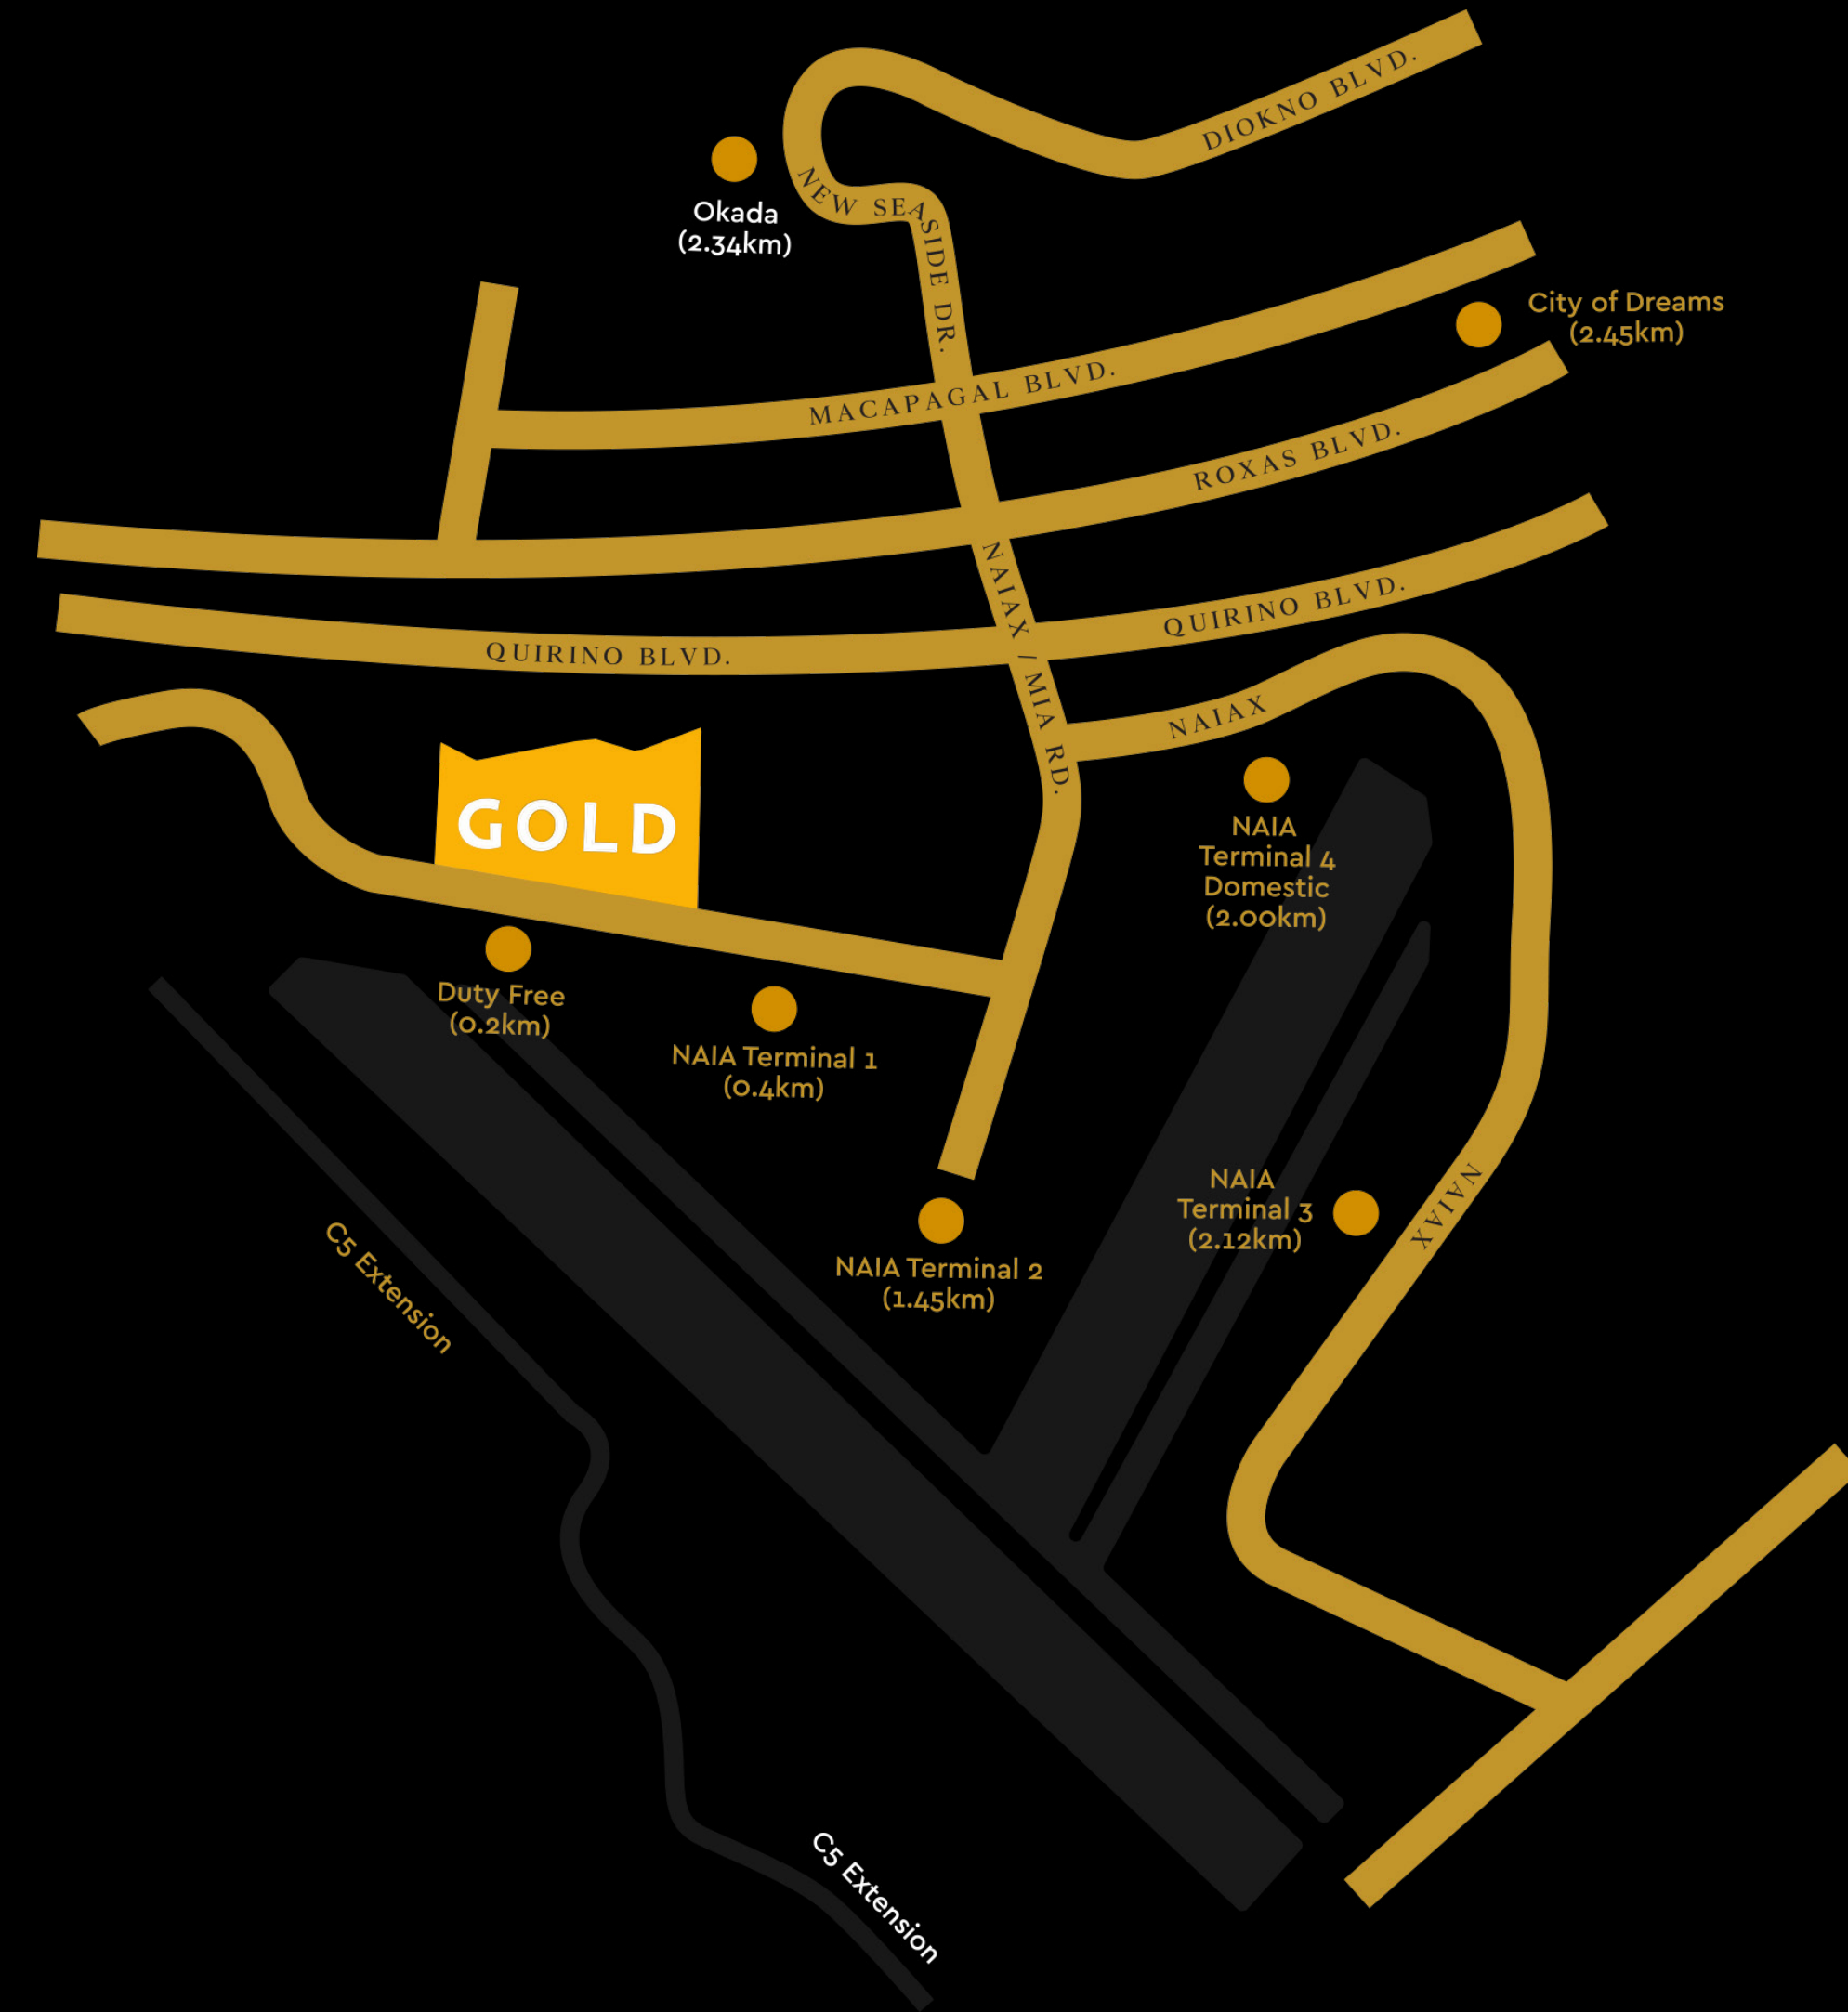 DIOKNO BLVD.
NEW SEASIDE DR.
Okada
(2.34km)
City of Dreams
(2.45km)
MACAPAGAL BLVD.
ROXAS BLVD.
NAIAX / MIA RD.
QUIRINO BLVD.
QUIRINO BLVD.
NAIAX
GOLD
NAIA
Terminal 4
Domestic
(2.00km)
Duty Free
(0.2km)
NAIA Terminal 1
(0.4km)
NAIA
Terminal 3
(2.12km)
NAIAX
NAIA Terminal 2
(1.45km)
C5 Extension
C5 Extension